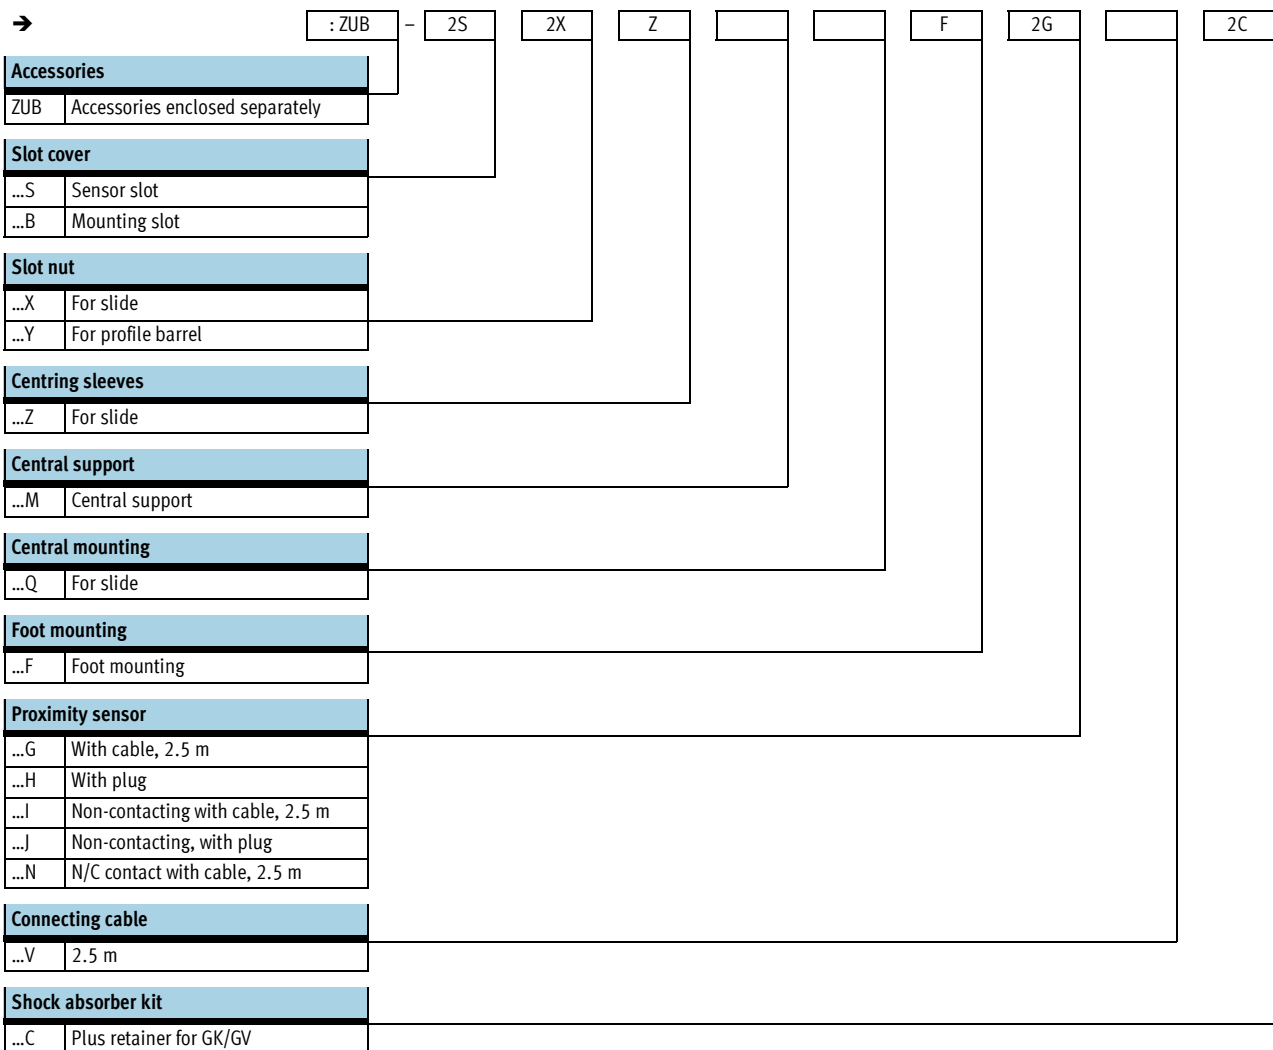 ➔ : ZUB – 2S 2X Z F 2G 2C
Accessories
ZUB Accessories enclosed separately
Slot cover
...S Sensor slot
...B Mounting slot
Slot nut
...X For slide
...Y For profile barrel
Centring sleeves
...Z For slide
Central support
...M Central support
Central mounting
...Q For slide
Foot mounting
...F Foot mounting
Proximity sensor
...G With cable, 2.5 m
...H With plug
...I Non-contacting with cable, 2.5 m
...J Non-contacting, with plug
...N N/C contact with cable, 2.5 m
Connecting cable
...V 2.5 m
Shock absorber kit
...C Plus retainer for GK/GV